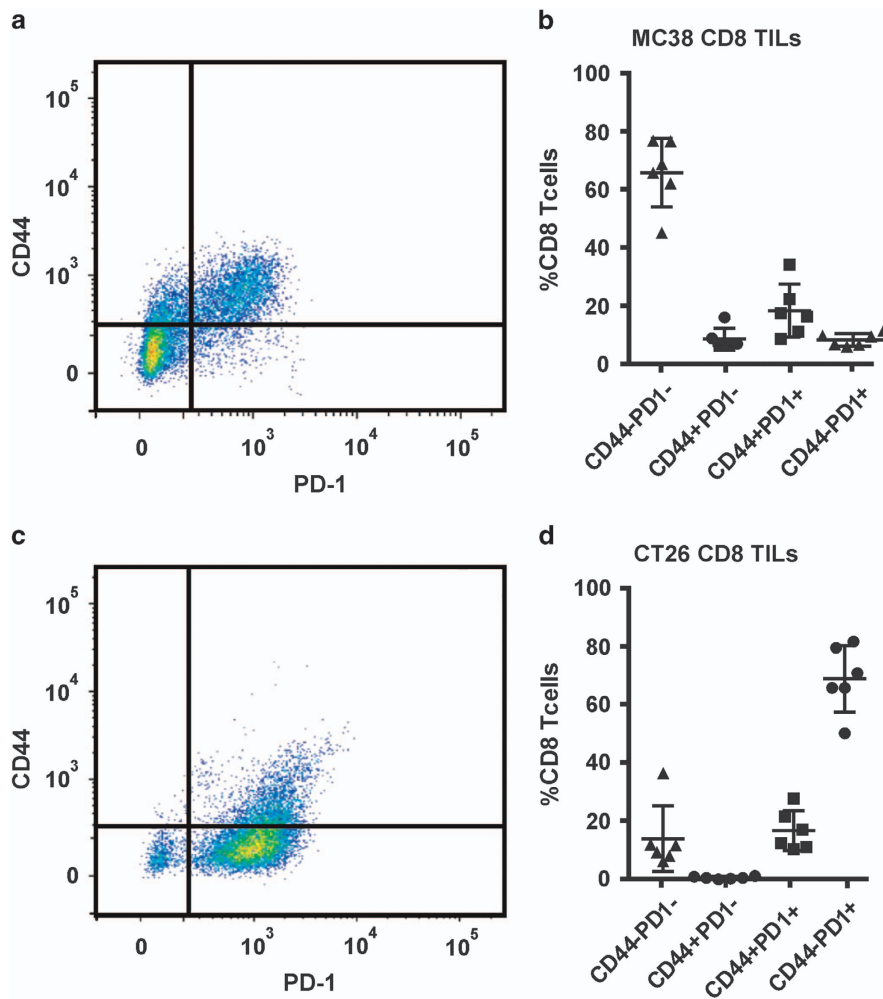 a
CD44
10^5
10^4
10^3
0
0 10^3 10^4 10^5
PD-1
b
MC38 CD8 TILs
%CD8 Tcells
100
80
60
40
20
0
CD44-PD1- CD44+PD1- CD44+PD1+ CD44-PD1+
c
CD44
10^5
10^4
10^3
0
0 10^3 10^4 10^5
PD-1
d
CT26 CD8 TILs
%CD8 Tcells
100
80
60
40
20
0
CD44-PD1- CD44+PD1- CD44+PD1+ CD44-PD1+